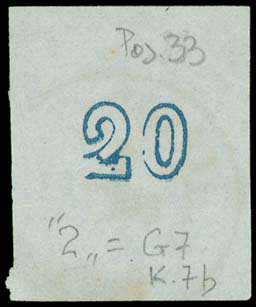 Pos. 33
20
"2„ = G7
K.7b